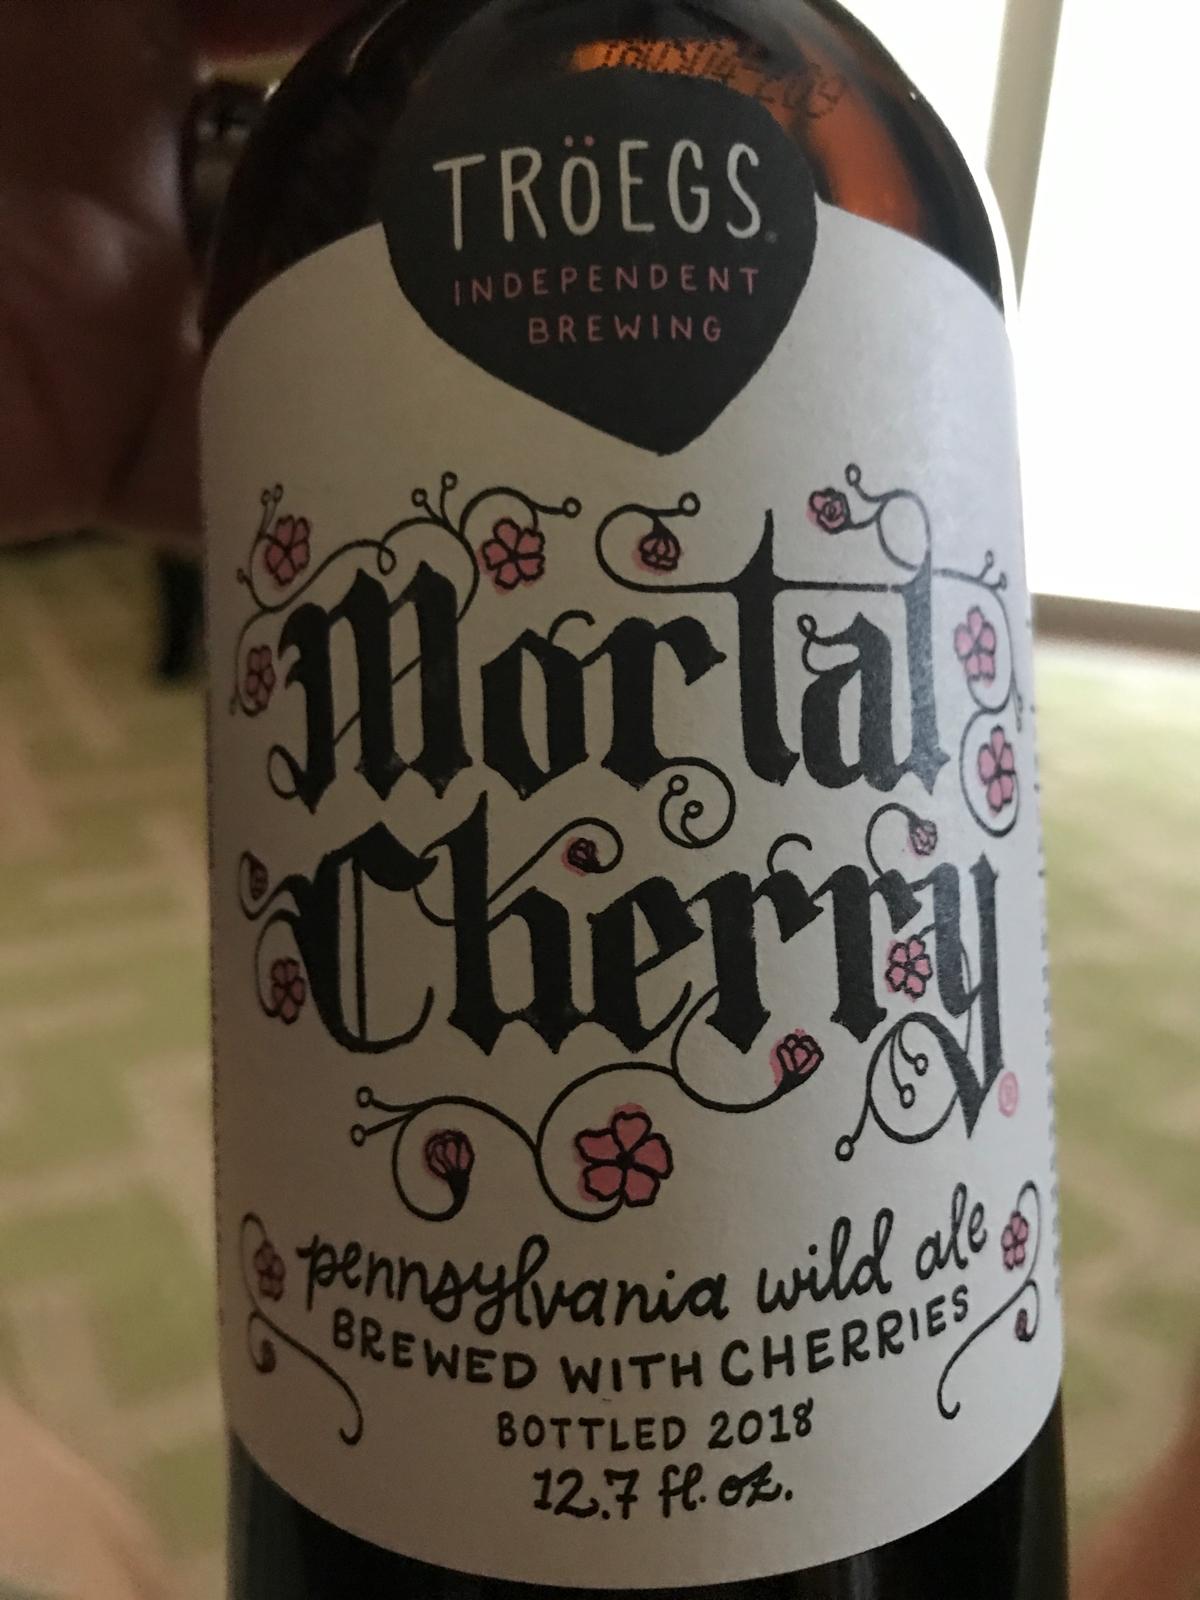 TRÖEGS
INDEPENDENT
BREWING
Mortal
Cherry
pennsylvania wild ale
BREWED WITH CHERRIES
BOTTLED 2018
12.7 fl. oz.